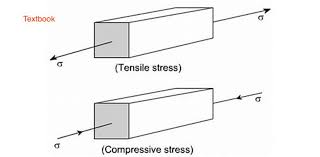 Textbook
σ
σ
(Tensile stress)
σ
σ
(Compressive stress)